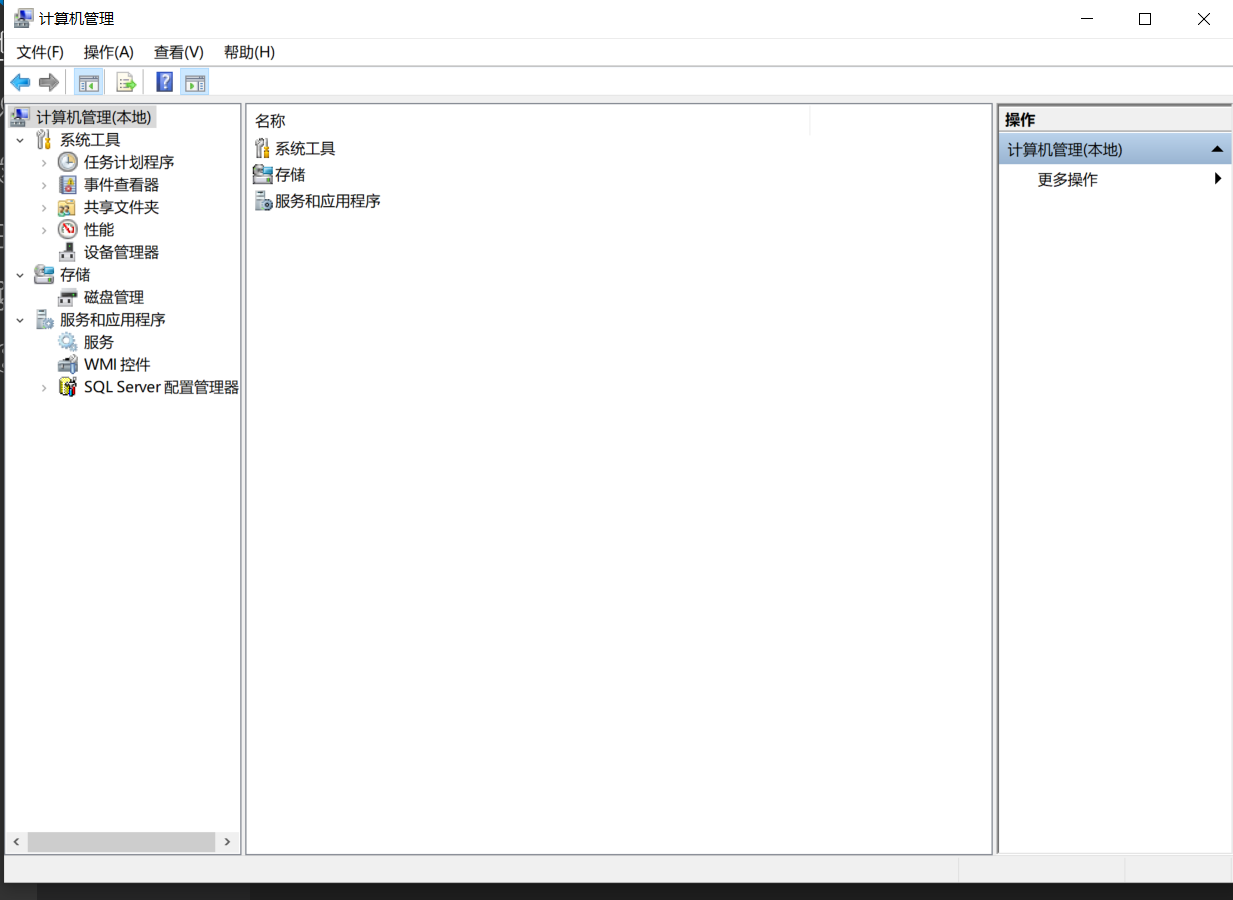 计算机管理
文件(F) 操作(A) 查看(V) 帮助(H)
计算机管理(本地)
系统工具
任务计划程序
事件查看器
共享文件夹
性能
设备管理器
存储
磁盘管理
服务和应用程序
服务
WMI 控件
SQL Server 配置管理器
名称
系统工具
存储
服务和应用程序
操作
计算机管理(本地)
更多操作